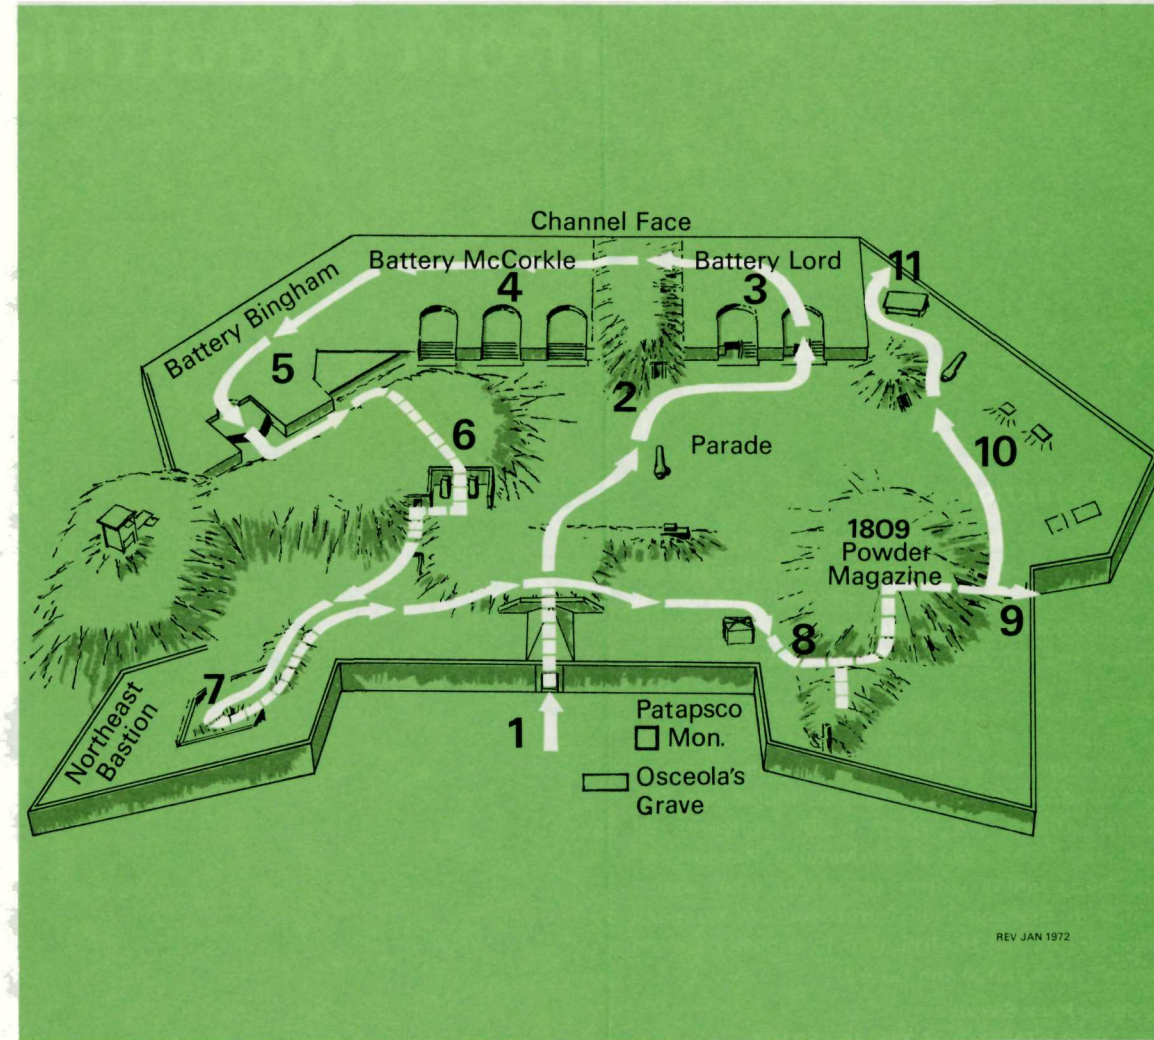 Channel Face
Battery McCorkle
Battery Lord
11
4
3
Battery Bingham
5
2
6
Parade
10
1809
Powder
Magazine
9
8
7
Northeast
Bastion
1
Patapsco
Mon.
Osceola's
Grave
REV JAN 1972